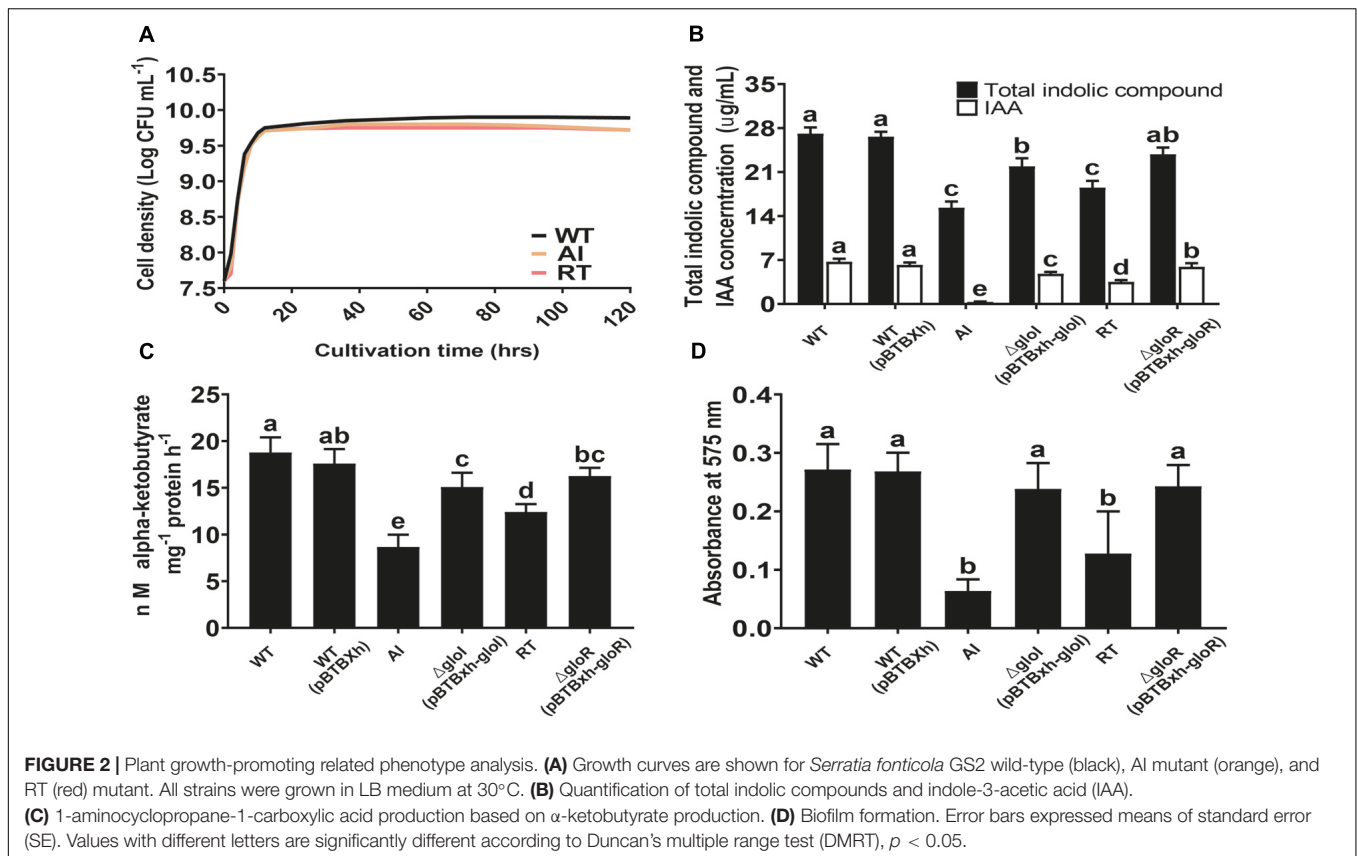 A
Cell density (Log CFU mL-1)
10.5
10.0
9.5
9.0
8.5
8.0
7.5
WT
AI
RT
0
20
40
60
80
100
120
Cultivation time (hrs)
B
Total indolic compound and
IAA concerntration (ug/mL)
35
28
21
14
7
0
Total indolic compound
IAA
a
a
a
a
c
e
b
c
c
d
ab
b
WT
WT
(pBTBXh)
AI
△gloI
(pBTBxh-gloI)
RT
△gloR
(pBTBxh-gloR)
C
n M alpha-ketobutyrate
mg-1 protein h-1
25
20
15
10
5
0
a
ab
e
c
d
bc
WT
WT
(pBTBXh)
AI
△gloI
(pBTBxh-gloI)
RT
△gloR
(pBTBxh-gloR)
D
Absorbance at 575 nm
0.4
0.3
0.2
0.1
0.0
a
a
b
a
b
a
WT
WT
(pBTBXh)
AI
△gloI
(pBTBxh-gloI)
RT
△gloR
(pBTBxh-gloR)
FIGURE 2 | Plant growth-promoting related phenotype analysis. (A) Growth curves are shown for Serratia fonticola GS2 wild-type (black), AI mutant (orange), and
RT (red) mutant. All strains were grown in LB medium at 30°C. (B) Quantification of total indolic compounds and indole-3-acetic acid (IAA).
(C) 1-aminocyclopropane-1-carboxylic acid production based on α-ketobutyrate production. (D) Biofilm formation. Error bars expressed means of standard error
(SE). Values with different letters are significantly different according to Duncan's multiple range test (DMRT), p < 0.05.